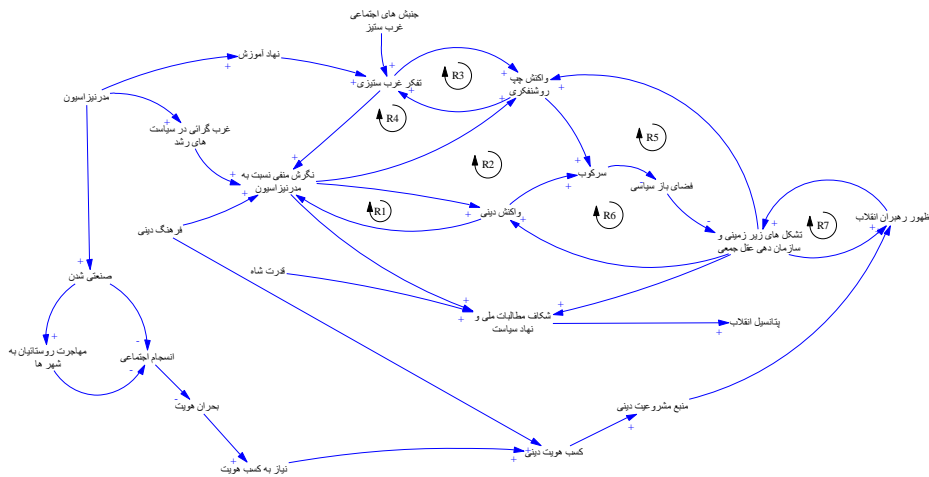 جنبش های اجتماعی
غرب ستیز
نهاد آموزش
تفکر غرب ستیزی
R3
واکنش چپ
روشنفکری
مدرنیزاسیون
غرب گرائی در سیاست
های رشد
R4
R5
R2
نگرش منفی نسبت به
مدرنیزاسیون
سرکوب
فضای باز سیاسی
R1
واکنش دینی
R6
ظهور رهبران انقلاب
R7
تشکل های زیر زمینی و
سازمان دهی عقل جمعی
فرهنگ دینی
قدرت شاه
صنعتی شدن
شکاف مطالبات ملی و
نهاد سیاست
پتانسیل انقلاب
مهاجرت روستائیان به
شهر ها
انسجام اجتماعی
بحران هویت
منبع مشروعیت دینی
کسب هویت دینی
نیاز به کسب هویت